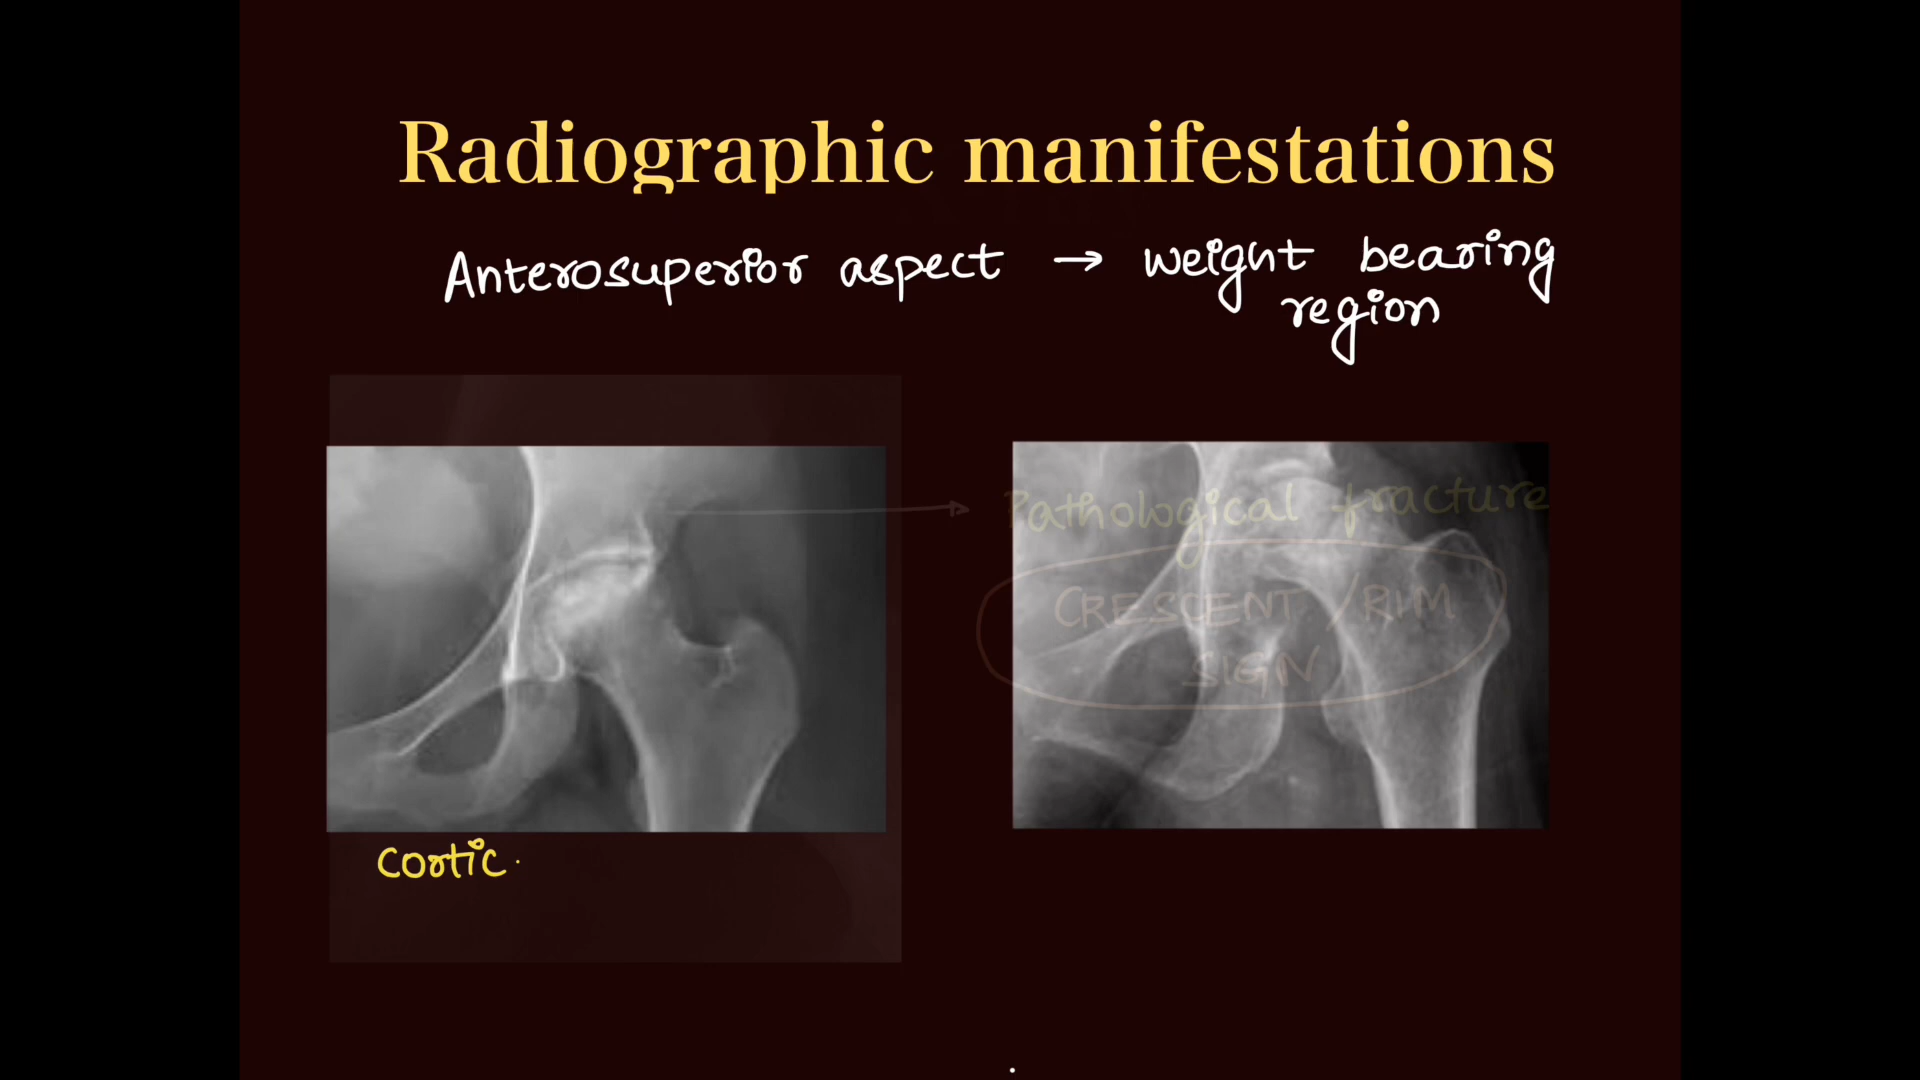 Radiographic manifestations
Anterosuperior aspect → weight bearing
region
Pathological fracture
CRESCENT / RIM
SIGN
Cortic